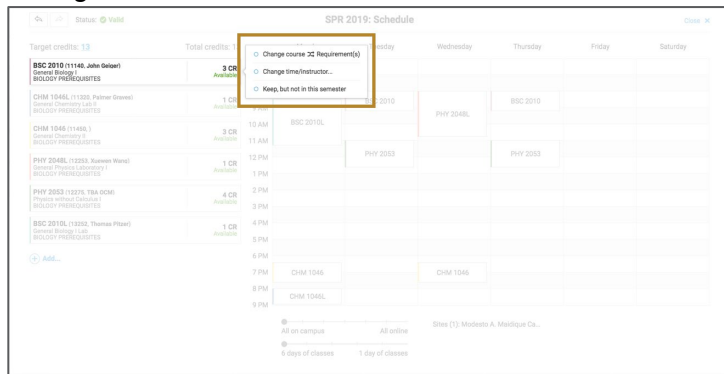 Status: Valid
SPR 2019: Schedule
Close ×
Target credits: 13
Total credits: 1
Tuesday
Wednesday
Thursday
Friday
Saturday
BSC 2010 (11140, John Geiger)
General Biology I
BIOLOGY PREREQUISITES
3 CR
Available
Change course Requirement(s)
Change time/instructor...
Keep, but not in this semester
CHM 1046L (11320, Palmer Graves)
General Chemistry Lab II
BIOLOGY PREREQUISITES
1 CR
Available
CHM 1046 (11450, )
General Chemistry II
BIOLOGY PREREQUISITES
3 CR
Available
PHY 2048L (12253, Xuewen Wang)
General Physics Laboratory I
BIOLOGY PREREQUISITES
1 CR
Available
PHY 2053 (12270, TBA GCM)
Physics without Calculus I
BIOLOGY PREREQUISITES
4 CR
Available
BSC 2010L (13252, Thomas Pitzer)
General Biology I Lab
BIOLOGY PREREQUISITES
1 CR
Available
Add...
2010
BSC 2010
PHY 2048L
10 AM
BSC 2010L
11 AM
12 PM
PHY 2053
PHY 2053
1 PM
2 PM
3 PM
4 PM
5 PM
6 PM
7 PM
CHM 1046
CHM 1046
8 PM
CHM 1046L
9 PM
All on campus
All online
Sites (1): Modesto A. Maidique Ca...
6 days of classes
1 day of classes